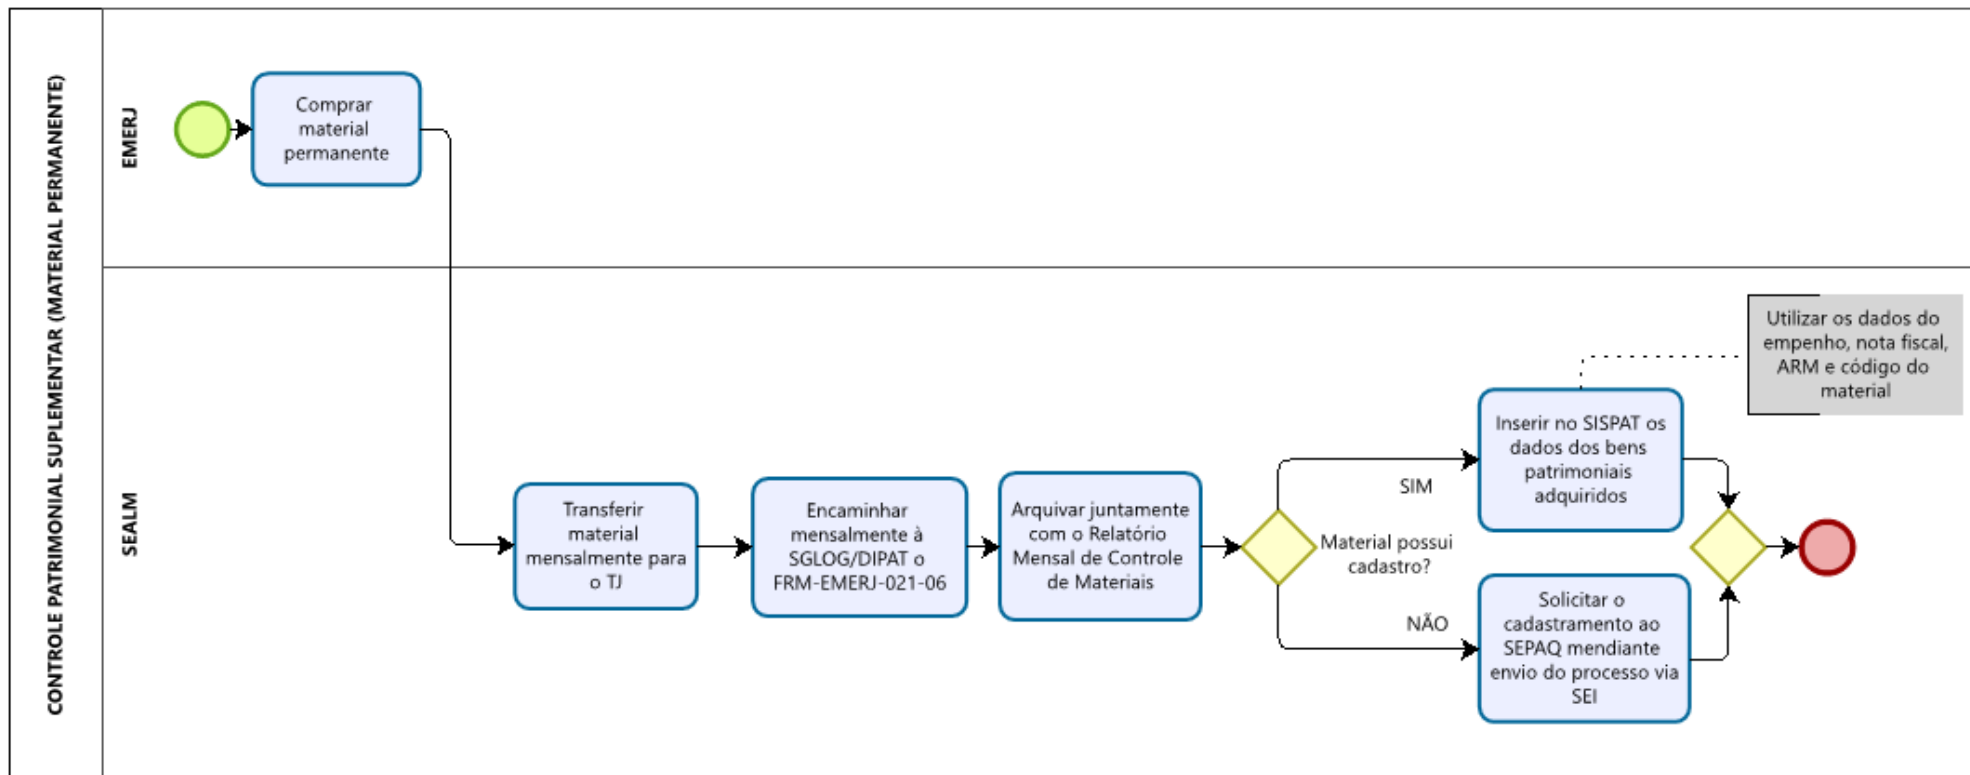 CONTROLE PATRIMONIAL SUPLEMENTAR (MATERIAL PERMANENTE)
EMERJ
Comprar
material
permanente
SEALM
Transferir
material
mensalmente para
o TJ
Encaminhar
mensalmente à
SGLOG/DIPAT o
FRM-EMERJ-021-06
Arquivar juntamente
com o Relatório
Mensal de Controle
de Materiais
Material possui
cadastro?
SIM
Inserir no SISPAT os
dados dos bens
patrimoniais
adquiridos
Utilizar os dados do
empenho, nota fiscal,
ARM e código do
material
NÃO
Solicitar o
cadastramento ao
SEPAQ mendiante
envio do processo via
SEI